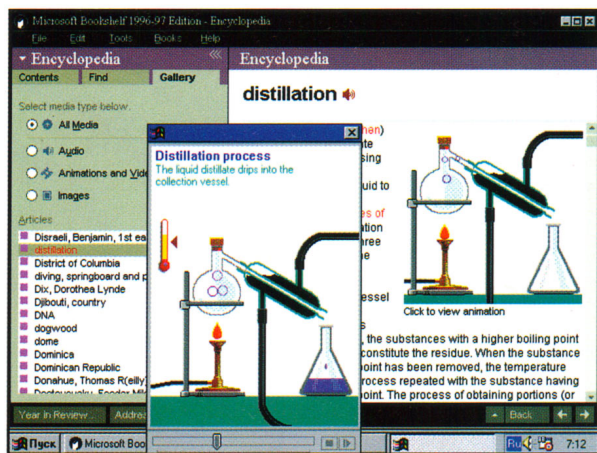 Microsoft Bookshelf 1996-97 Edition - Encyclopedia
File Edit Tools Books Help
Encyclopedia
Encyclopedia
Contents Find Gallery
Select media type below.
All Media
Audio
Animations and Vide
Images
Articles
Disraeli, Benjamin, 1st ea
distillation
District of Columbia
diving, springboard and p
Dix, Dorothea Lynde
Djibouti, country
DNA
dogwood
dome
Dominica
Dominican Republic
Donahue, Thomas R(eilly)
distillation
Distillation process
The liquid distillate drips into the
collection vessel.
Click to view animation
, the substances with a higher boiling point
constitute the residue. When the substance
point has been removed, the temperature
rocess repeated with the substance having
point. The process of obtaining portions (or
Year in Review... Addre
Back
Пуск Microsoft Boo
Ru 7:12